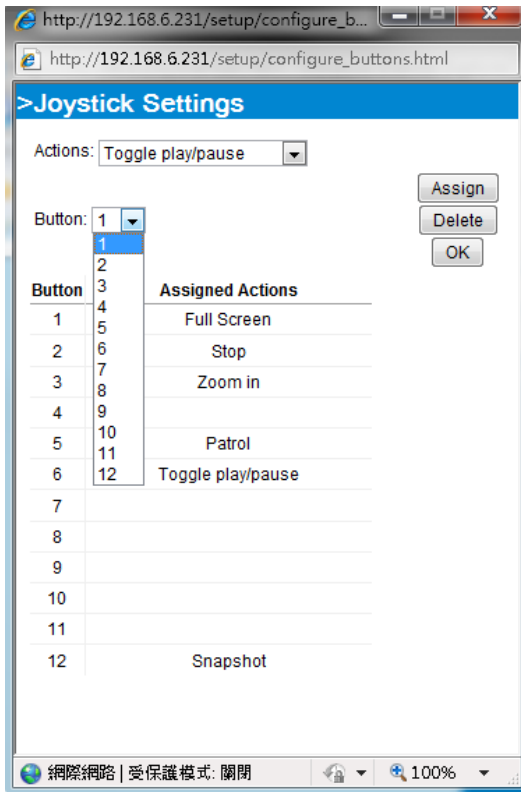 http://192.168.6.231/setup/configure_b...
http://192.168.6.231/setup/configure_buttons.html
>Joystick Settings
Actions: Toggle play/pause
Assign
Button: 1
Delete
OK
1
2
3
4
5
6
7
8
9
10
11
12
Button Assigned Actions
1 Full Screen
2 Stop
3 Zoom in
4
5 Patrol
6 Toggle play/pause
7
8
9
10
11
12 Snapshot
網際網路 | 受保護模式: 關閉 100%